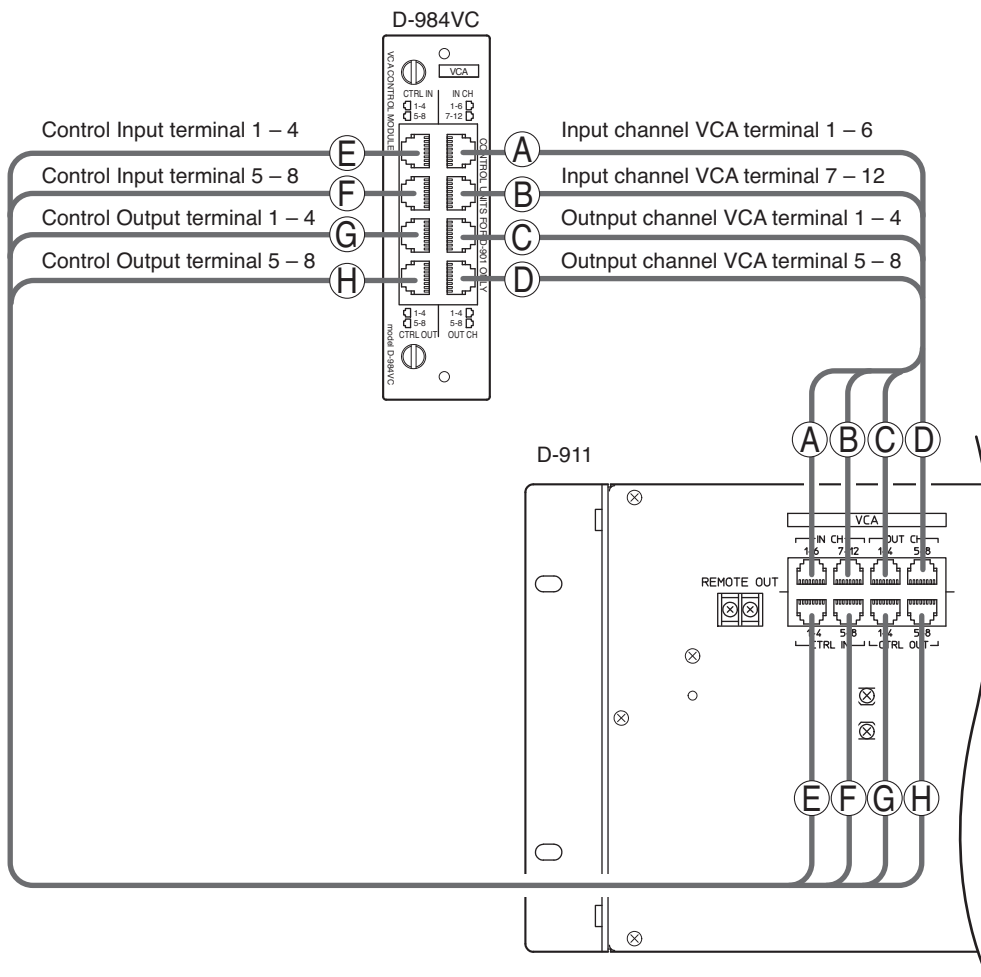 D-984VC
VCA CONTROL MODULE
VCA
CTRL IN IN CH
1-4 1-6
5-8 7-12
CONTROL UNITS FOR D-901 ONLY
Control Input terminal 1 – 4
E
A
Input channel VCA terminal 1 – 6
Control Input terminal 5 – 8
F
B
Input channel VCA terminal 7 – 12
Control Output terminal 1 – 4
G
C
Outnput channel VCA terminal 1 – 4
Control Output terminal 5 – 8
H
D
Outnput channel VCA terminal 5 – 8
1-4 1-4
5-8 5-8
CTRL OUT OUT CH
model D-984VC
A B C D
D-911
VCA
IN CH OUT CH
1-6 7-12 1-4 5-8
REMOTE OUT
1-4 5-8 1-4 5-8
CTRL IN CTRL OUT
E F G H